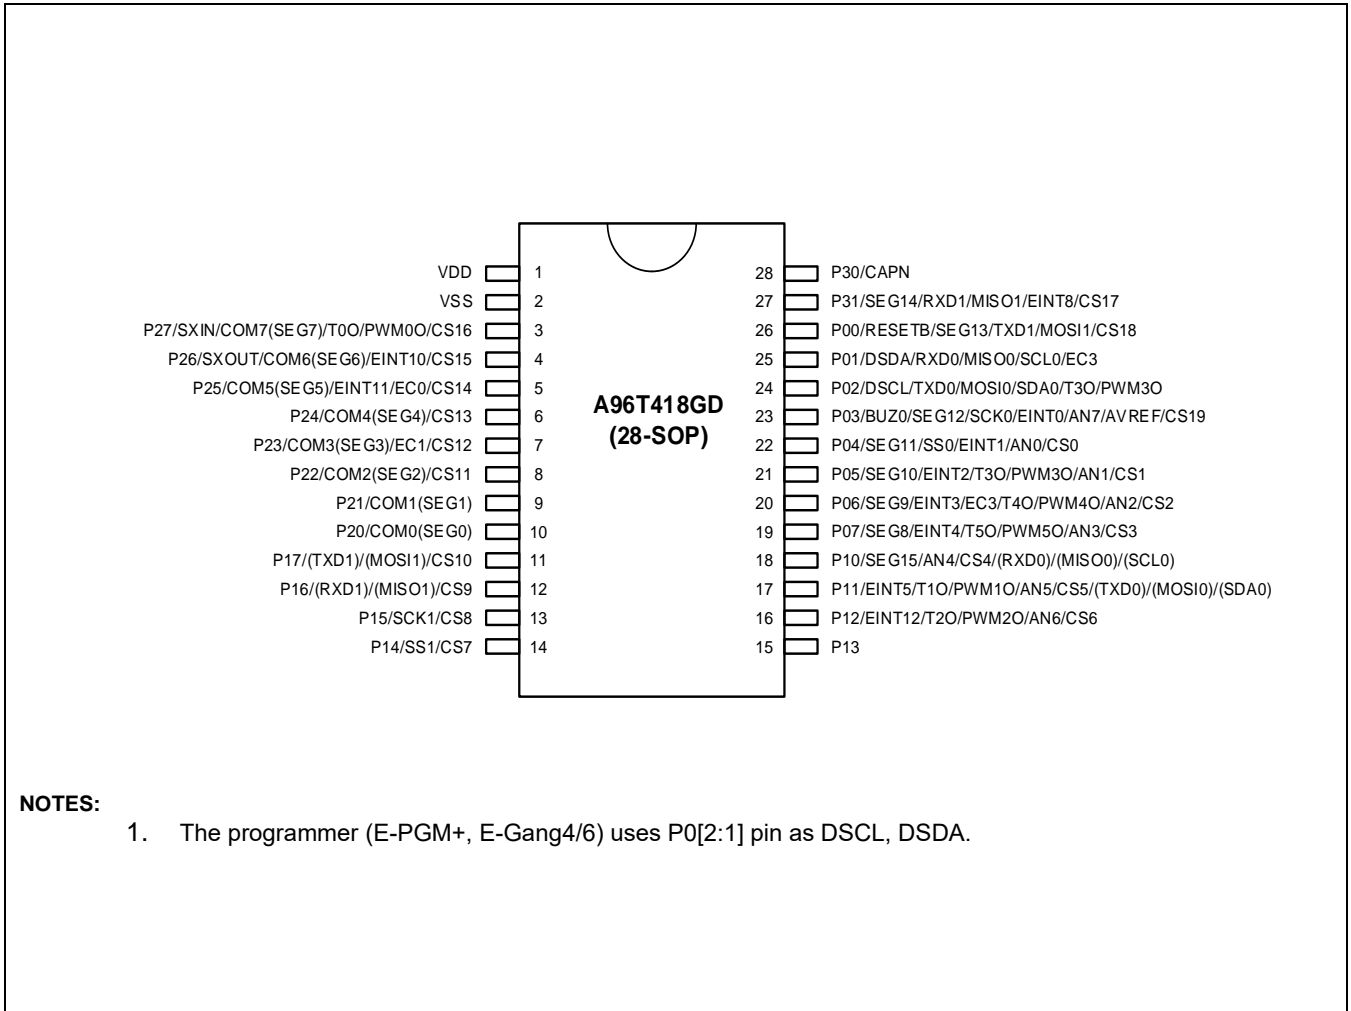 VDD 1 28 P30/CAPN
VSS 2 27 P31/SEG14/RXD1/MISO1/EINT8/CS17
P27/SXIN/COM7(SEG7)/T0O/PWM0O/CS16 3 26 P00/RESETB/SEG13/TXD1/MOSI1/CS18
P26/SXOUT/COM6(SEG6)/EINT10/CS15 4 25 P01/DSDA/RXD0/MISO0/SCL0/EC3
P25/COM5(SEG5)/EINT11/EC0/CS14 5 24 P02/DSCL/TXD0/MOSI0/SDA0/T3O/PWM3O
A96T418GD
P24/COM4(SEG4)/CS13 6 23 P03/BUZ0/SEG12/SCK0/EINT0/AN7/AVREF/CS19
(28-SOP)
P23/COM3(SEG3)/EC1/CS12 7 22 P04/SEG11/SS0/EINT1/AN0/CS0
P22/COM2(SEG2)/CS11 8 21 P05/SEG10/EINT2/T3O/PWM3O/AN1/CS1
P21/COM1(SEG1) 9 20 P06/SEG9/EINT3/EC3/T4O/PWM4O/AN2/CS2
P20/COM0(SEG0) 10 19 P07/SEG8/EINT4/T5O/PWM5O/AN3/CS3
P17/(TXD1)/(MOSI1)/CS10 11 18 P10/SEG15/AN4/CS4/(RXD0)/(MISO0)/(SCL0)
P16/(RXD1)/(MISO1)/CS9 12 17 P11/EINT5/T1O/PWM1O/AN5/CS5/(TXD0)/(MOSI0)/(SDA0)
P15/SCK1/CS8 13 16 P12/EINT12/T2O/PWM2O/AN6/CS6
P14/SS1/CS7 14 15 P13
NOTES:
1. The programmer (E-PGM+, E-Gang4/6) uses P0[2:1] pin as DSCL, DSDA.